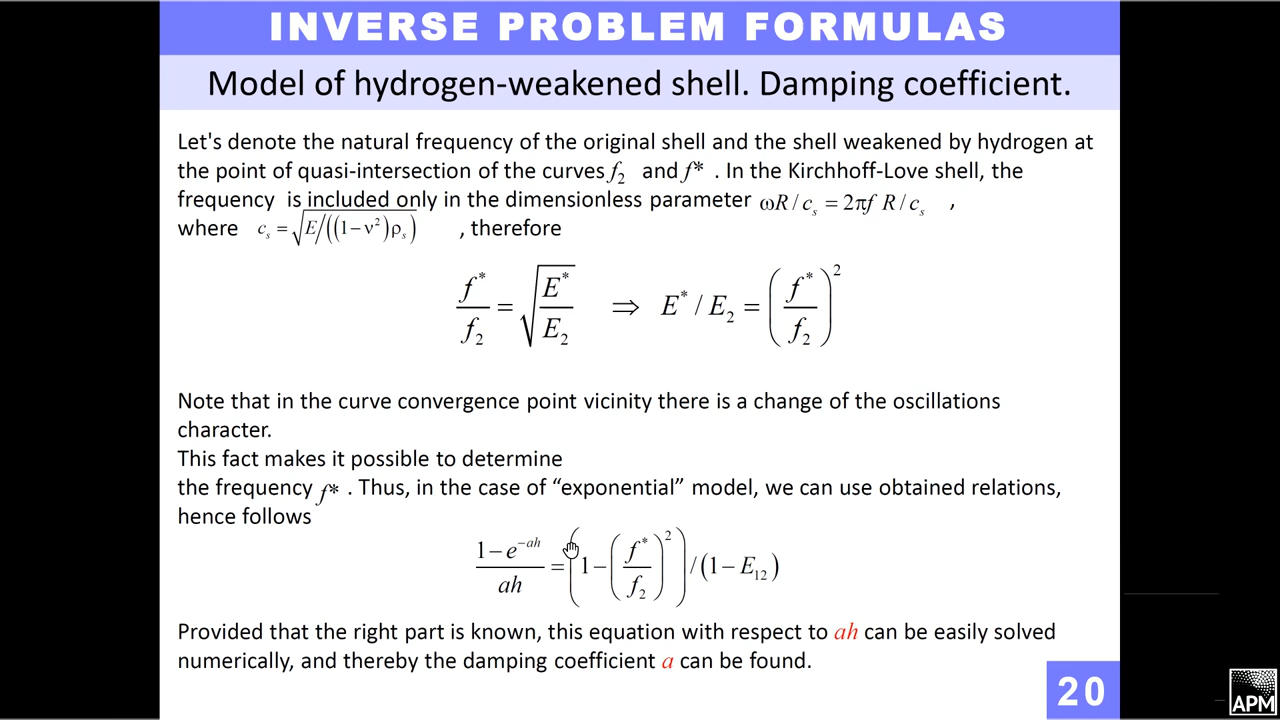 INVERSE PROBLEM FORMULAS
Model of hydrogen-weakened shell. Damping coefficient.
Let's denote the natural frequency of the original shell and the shell weakened by hydrogen at
the point of quasi-intersection of the curves f₂ and f* . In the Kirchhoff-Love shell, the
frequency is included only in the dimensionless parameter ωR / cₛ = 2πf R / cₛ ,
where cₛ = √(E/((1−ν²)ρₛ)) , therefore
f*/f₂ = √(E*/E₂) ⇒ E* / E₂ = (f*/f₂)²
Note that in the curve convergence point vicinity there is a change of the oscillations
character.
This fact makes it possible to determine
the frequency f* . Thus, in the case of “exponential” model, we can use obtained relations,
hence follows
(1−e^{−ah})/ah = (1−(f*/f₂)²) / (1−E₁₂)
Provided that the right part is known, this equation with respect to ah can be easily solved
numerically, and thereby the damping coefficient a can be found.
20
APM